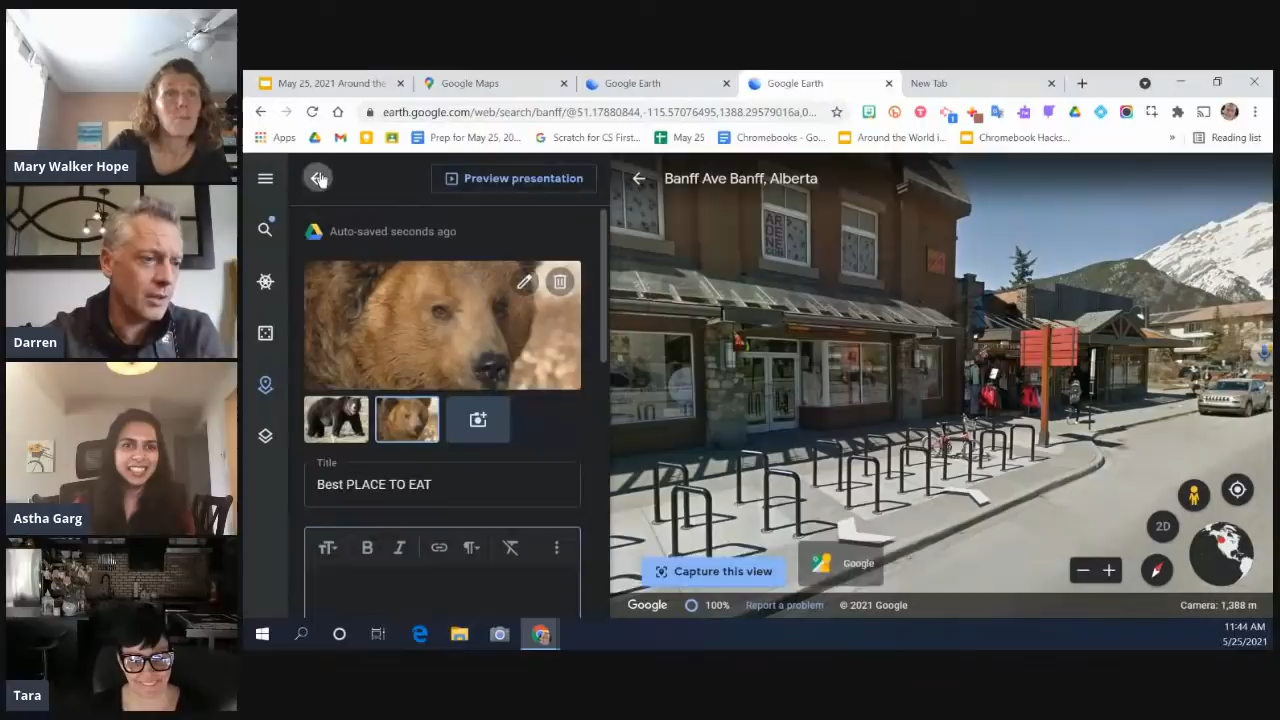 Mary Walker Hope
Darren
Astha Garg
Tara
May 25, 2021 Around the
Google Maps
Google Earth
Google Earth
New Tab
earth.google.com/web/search/banff/@51.17880844,-115.57076495,1388.29579016a,0...
Apps
Prep for May 25, 20...
Scratch for CS First...
May 25
Chromebooks - Go...
Around the World i...
Chromebook Hacks...
»
Reading list
Preview presentation
Banff Ave Banff, Alberta
Auto-saved seconds ago
ARDENE
Title
Best PLACE TO EAT
B
I
2D
Capture this view
Google
Google
100%
Report a problem
© 2021 Google
Camera: 1,388 m
11:44 AM
5/25/2021